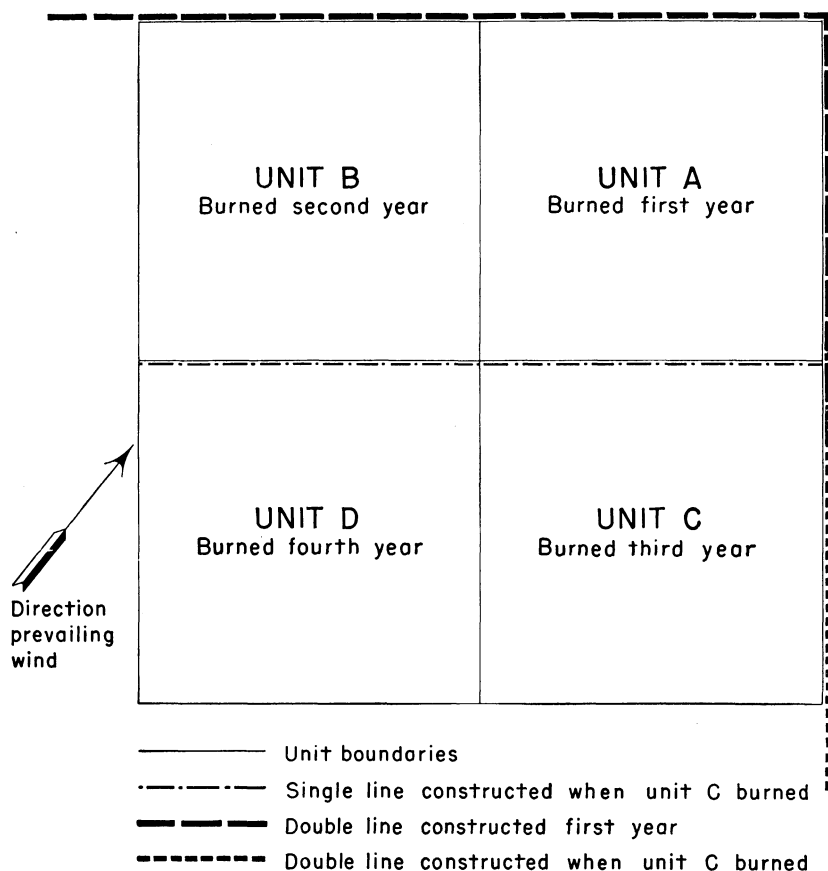 UNIT B
Burned second year
UNIT A
Burned first year
UNIT D
Burned fourth year
UNIT C
Burned third year
Direction
prevailing
wind
Unit boundaries
Single line constructed when unit C burned
Double line constructed first year
Double line constructed when unit C burned